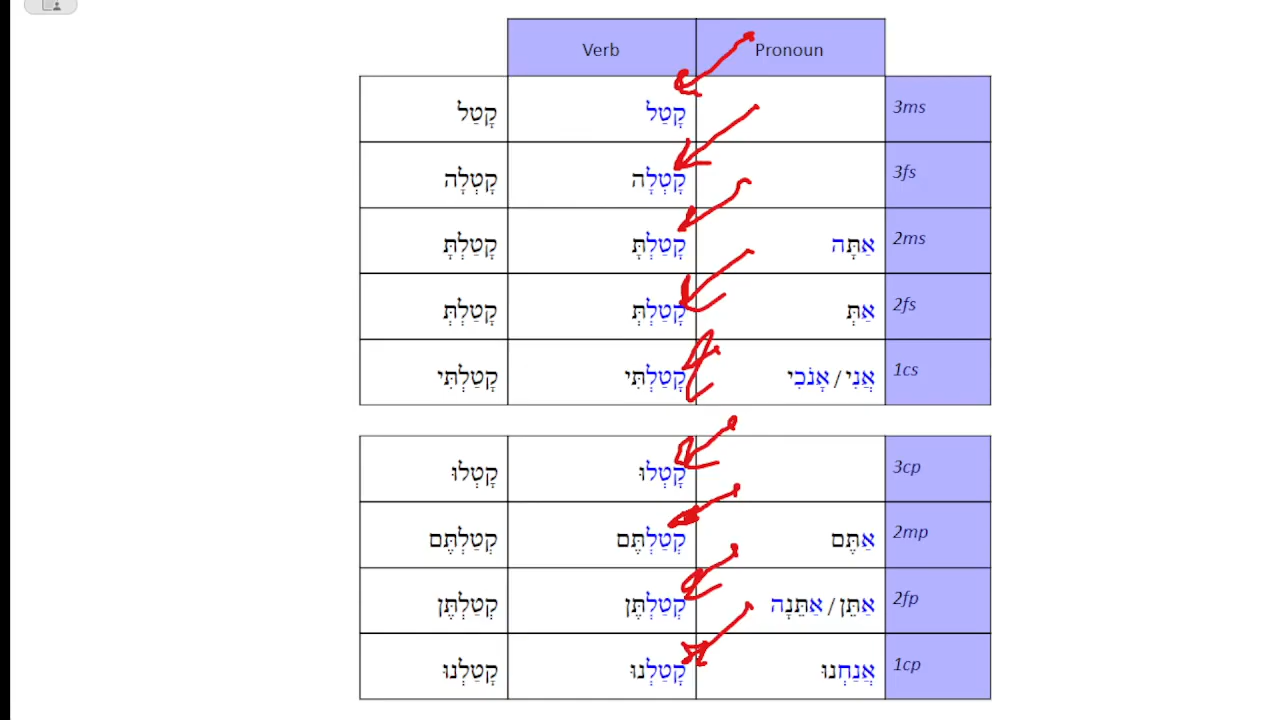 Verb Pronoun
קָטַל קָטַל 3ms
קָטְלָה קָטְלָה 3fs
קָטַלְתָּ קָטַלְתָּ אַתָּה 2ms
קָטַלְתְּ קָטַלְתְּ אַתְּ 2fs
קָטַלְתִּי קָטַלְתִּי אֲנִי / אָנֹכִי 1cs
קָטְלוּ קָטְלוּ 3cp
קְטַלְתֶּם קְטַלְתֶּם אַתֶּם 2mp
קְטַלְתֶּן קְטַלְתֶּן אַתֵּן / אַתֵּנָה 2fp
קָטַלְנוּ קָטַלְנוּ אֲנַחְנוּ 1cp